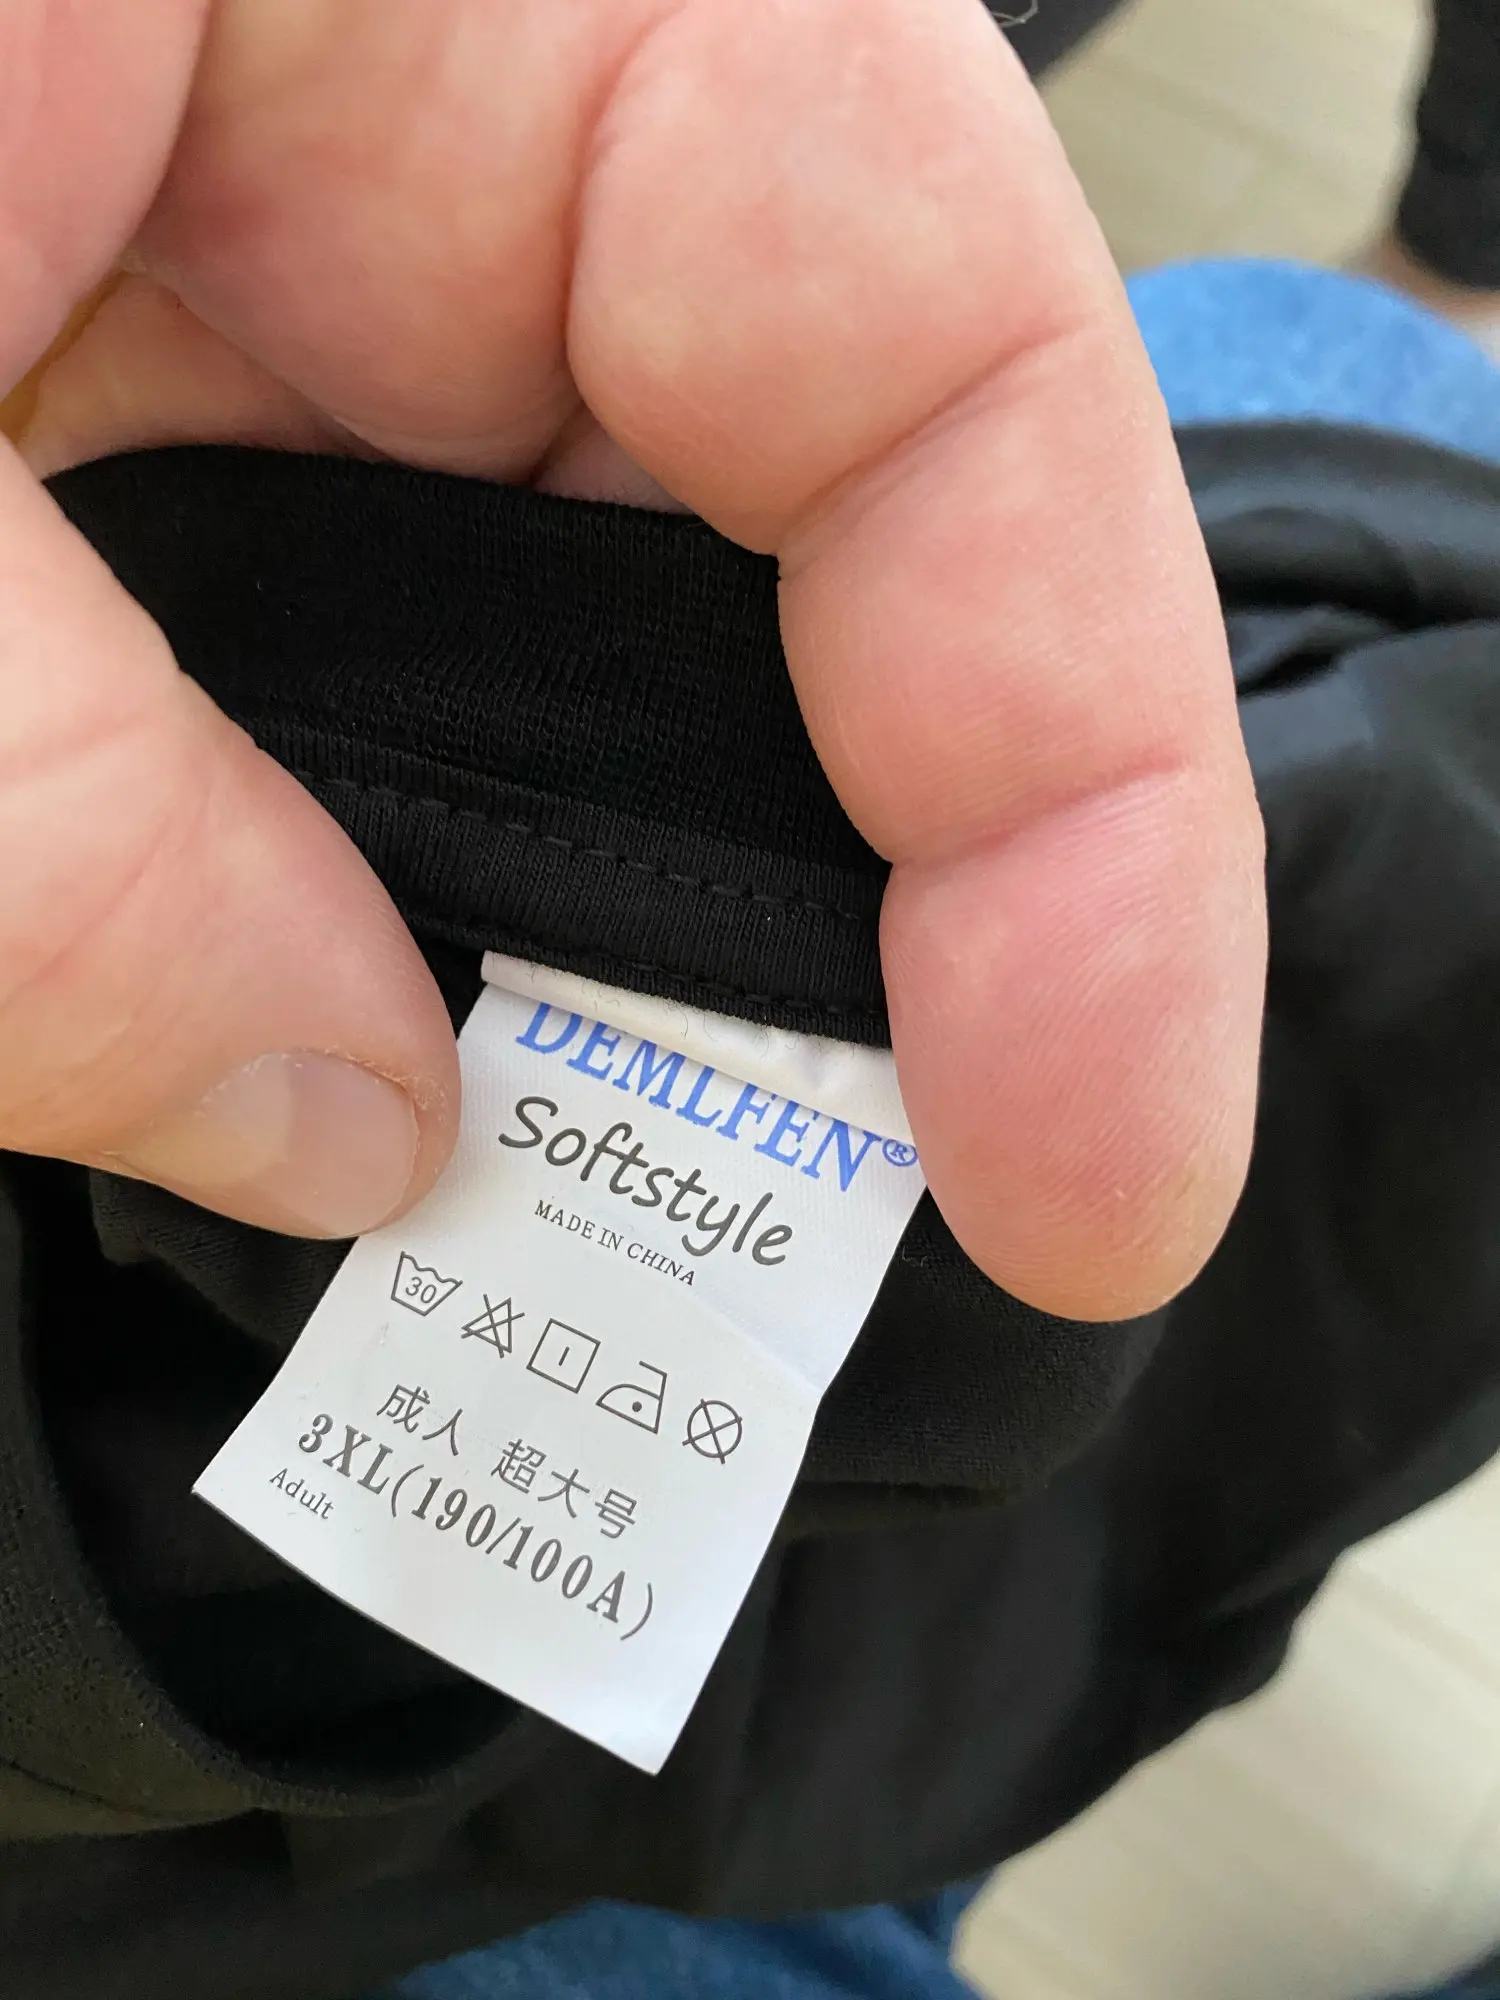 DEMLFEN®
Softstyle
MADE IN CHINA
30
成人 超大号
3XL(190/100A)
Adult